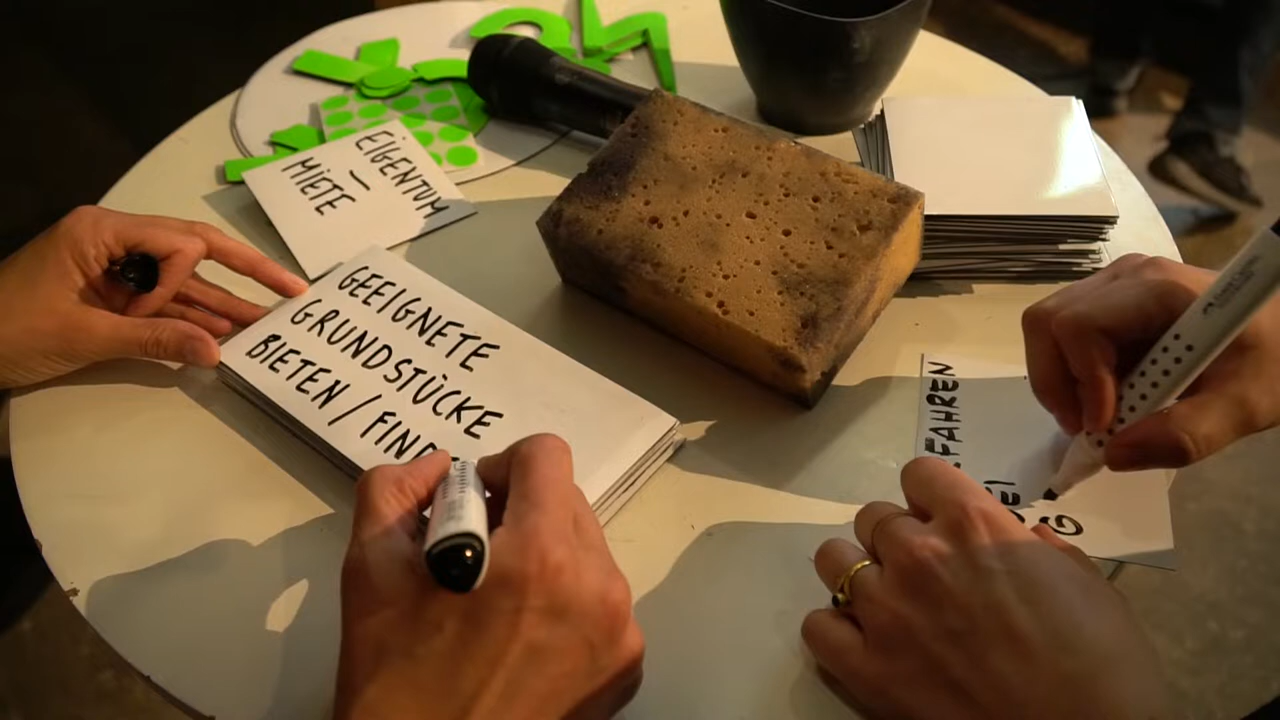 EIGENTUM
–
MIETE
GEEIGNETE
GRUNDSTÜCKE
BIETEN / FIND
FAHREN